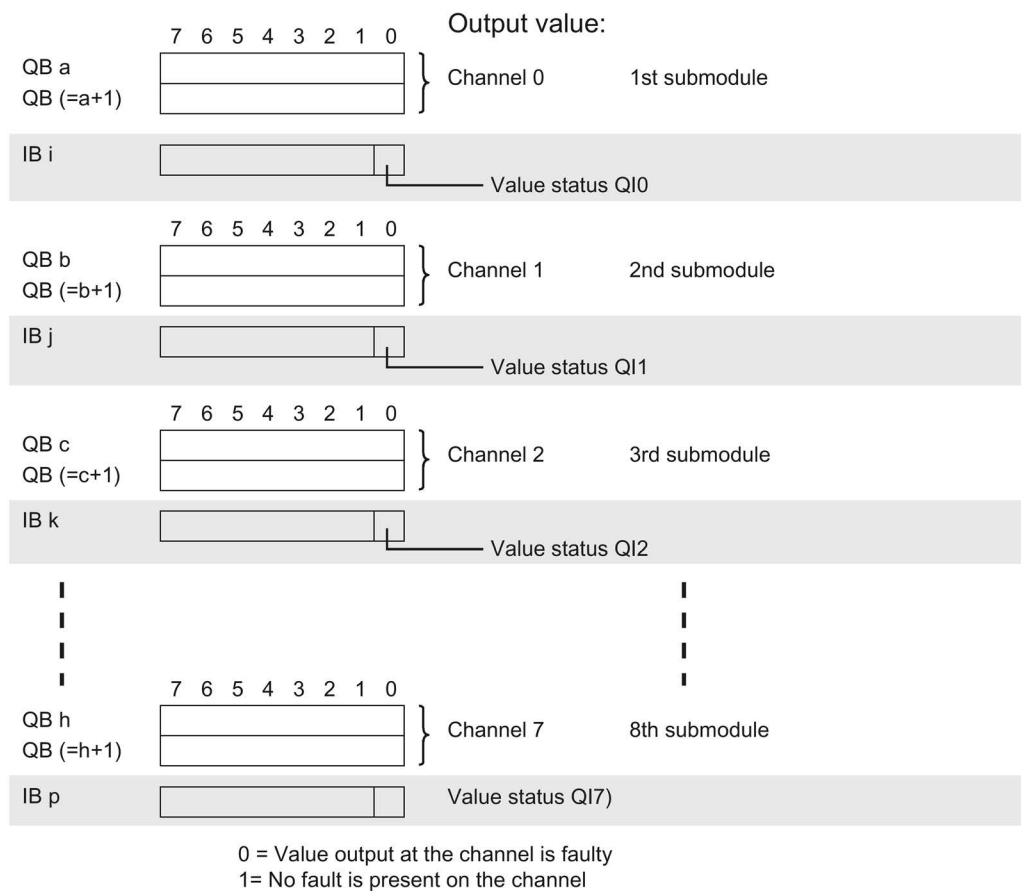 Output value:
7 6 5 4 3 2 1 0
QB a
QB (=a+1)
Channel 0 1st submodule
IB i
Value status QI0
7 6 5 4 3 2 1 0
QB b
QB (=b+1)
Channel 1 2nd submodule
IB j
Value status QI1
7 6 5 4 3 2 1 0
QB c
QB (=c+1)
Channel 2 3rd submodule
IB k
Value status QI2
7 6 5 4 3 2 1 0
QB h
QB (=h+1)
Channel 7 8th submodule
IB p
Value status QI7)
0 = Value output at the channel is faulty
1= No fault is present on the channel